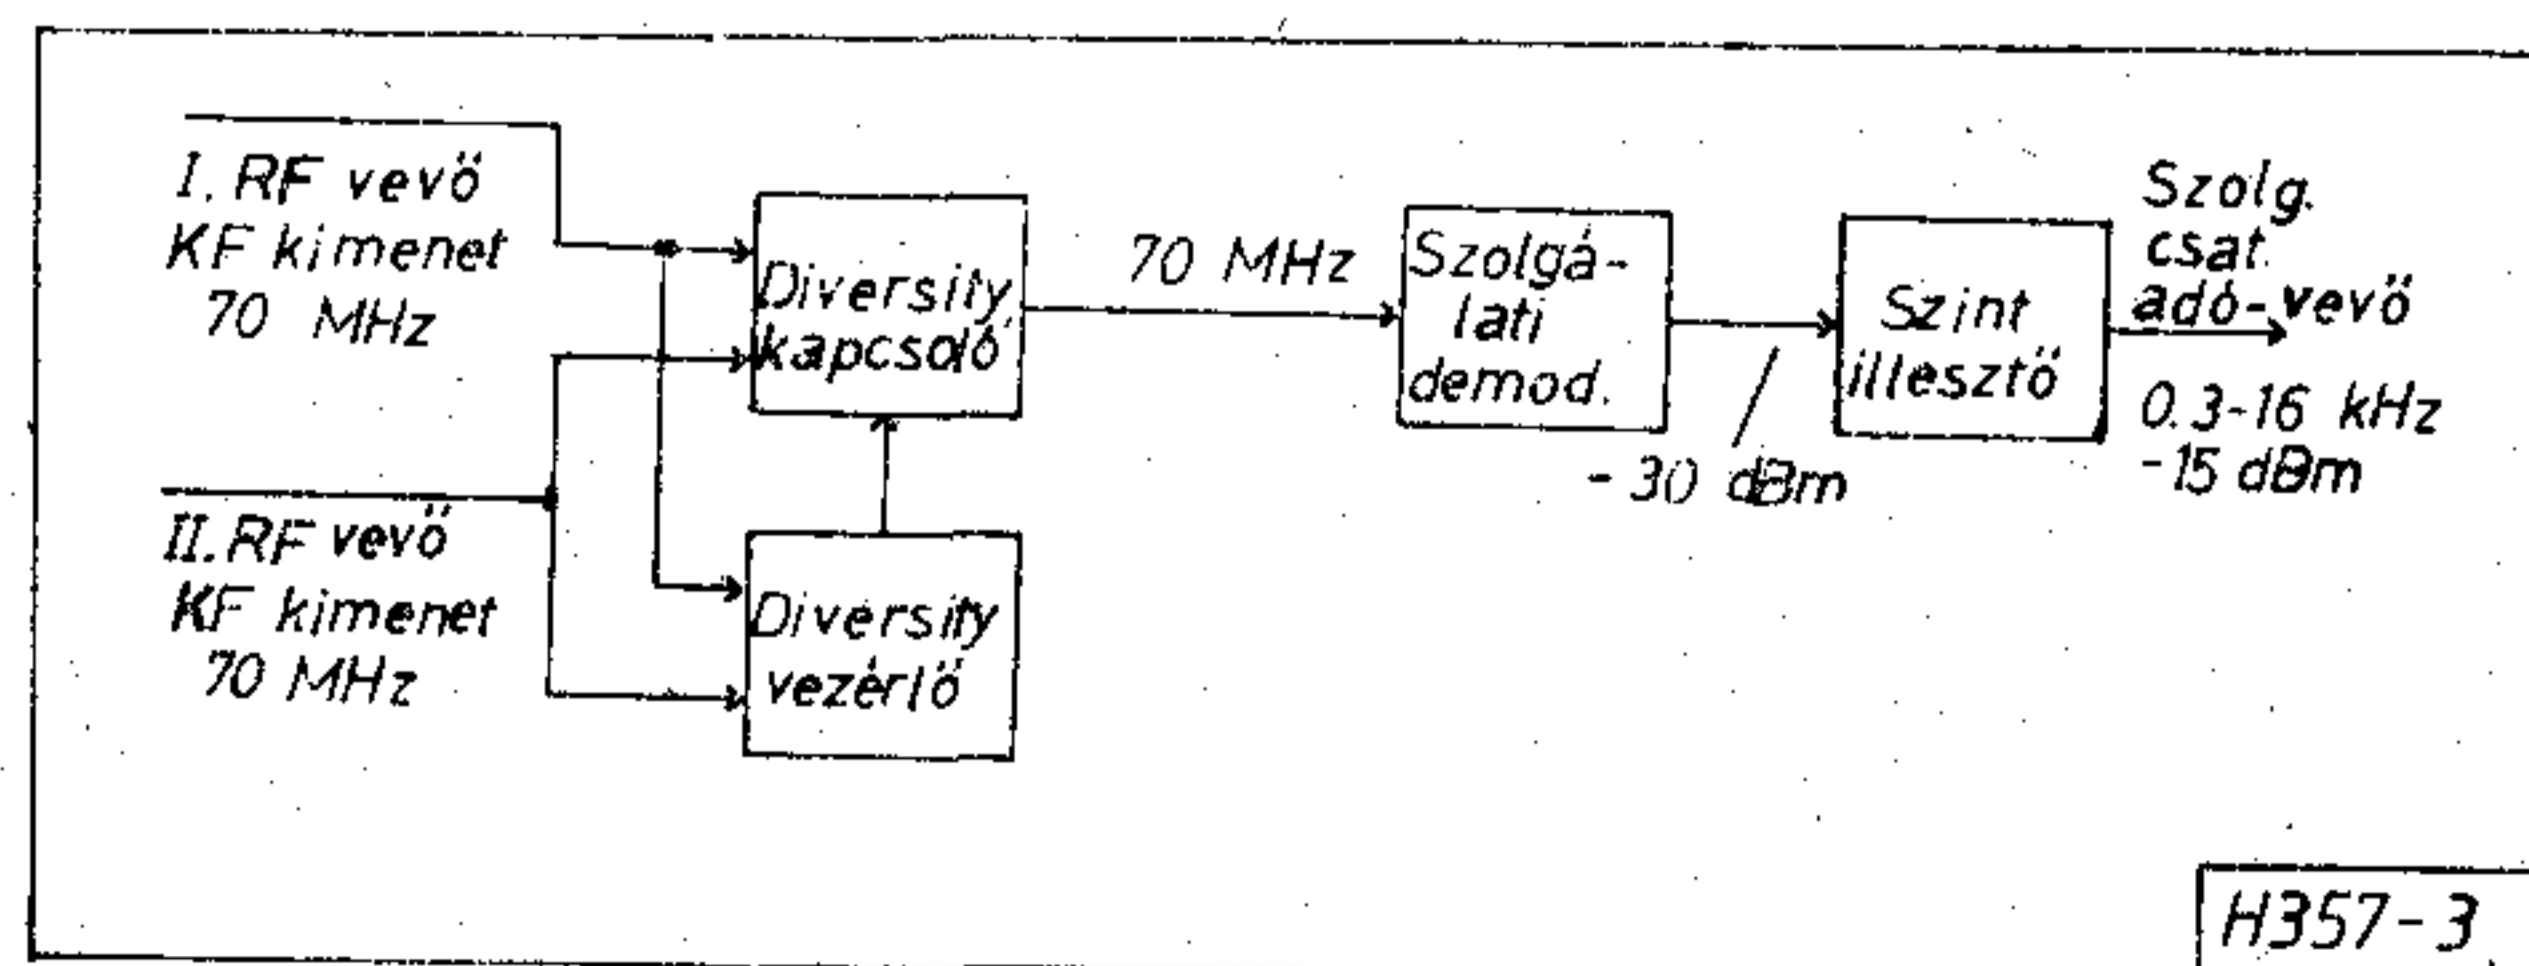 I. RF vevő
KF kimenet
70 MHz
II. RF vevő
KF kimenet
70 MHz
Diversity
kapcsoló
Diversity
vezérlő
70 MHz
Szolgá-
lati
demod.
- 30 dBm
Szint
illesztő
Szolg.
csat.
adó-vevő
0.3-16 kHz
-15 dBm
H357-3